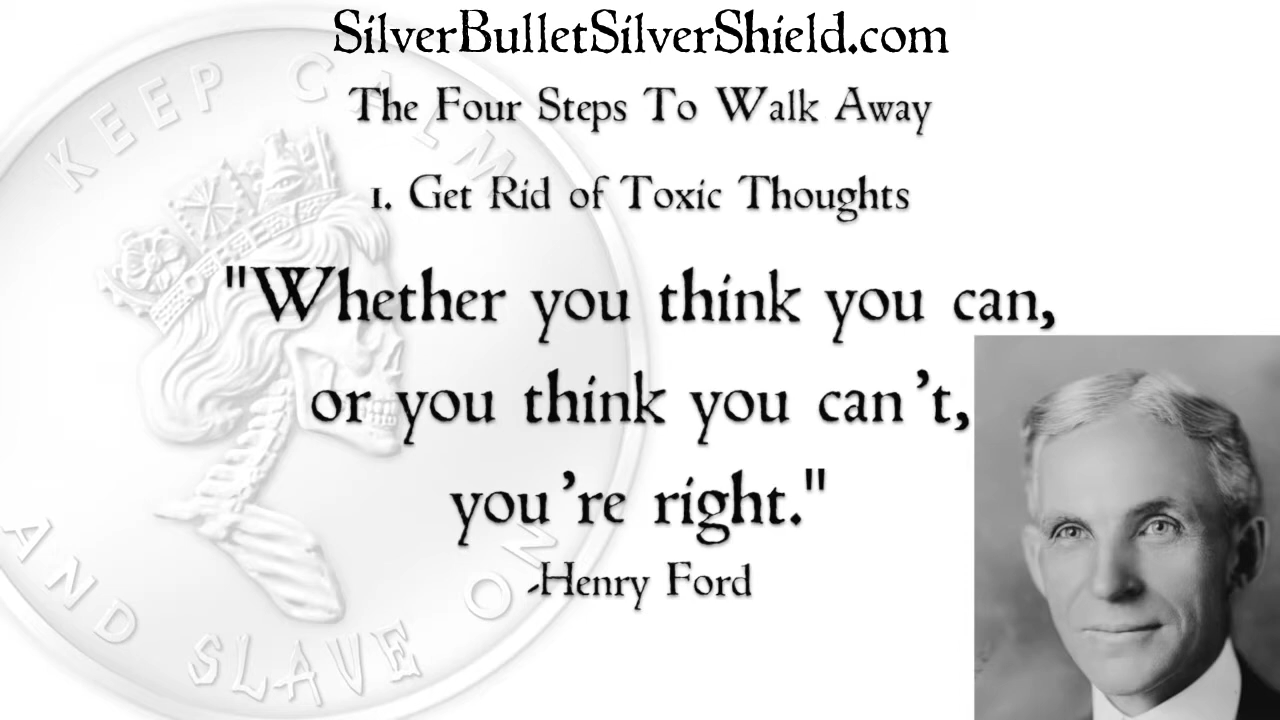 SilverBulletSilverShield.com
The Four Steps To Walk Away
1. Get Rid of Toxic Thoughts
"Whether you think you can,
or you think you can't,
you're right."
-Henry Ford
KEEP CALM
AND SLAVE ON